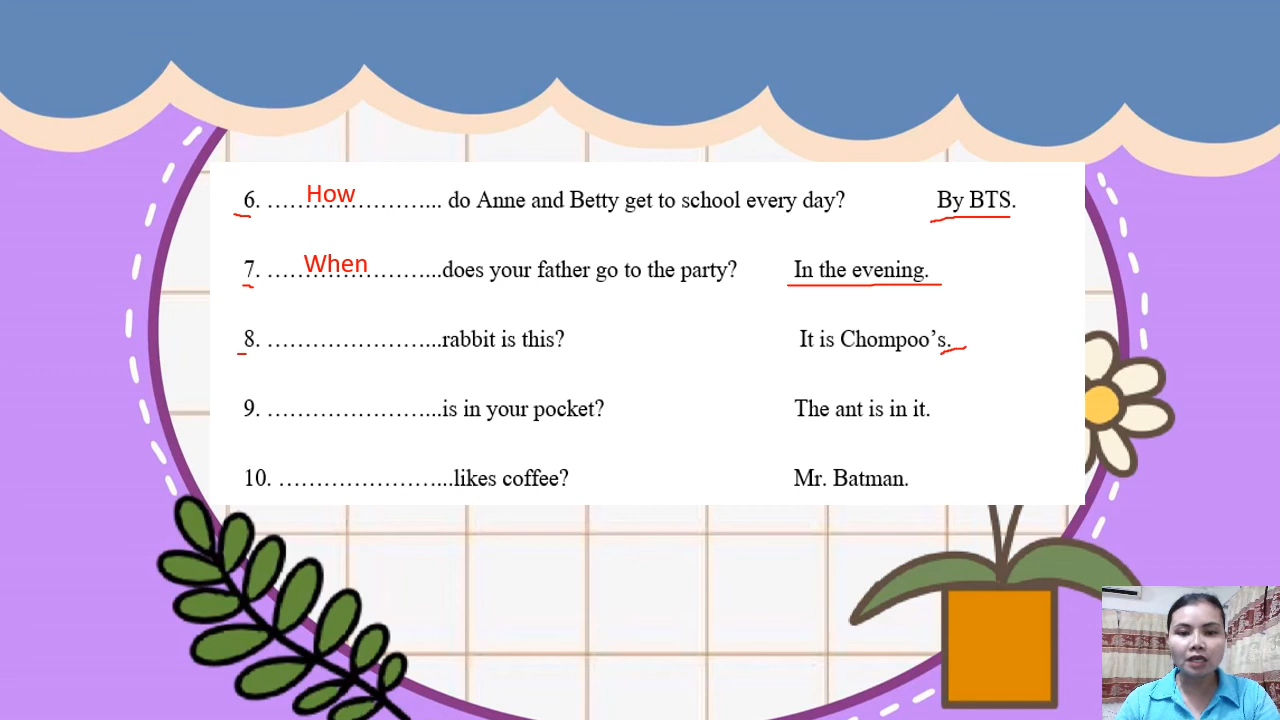 6. …How………………... do Anne and Betty get to school every day? By BTS.
7. …When………………...does your father go to the party? In the evening.
8. ……………………...rabbit is this? It is Chompoo’s.
9. ……………………...is in your pocket? The ant is in it.
10. ……………………...likes coffee? Mr. Batman.